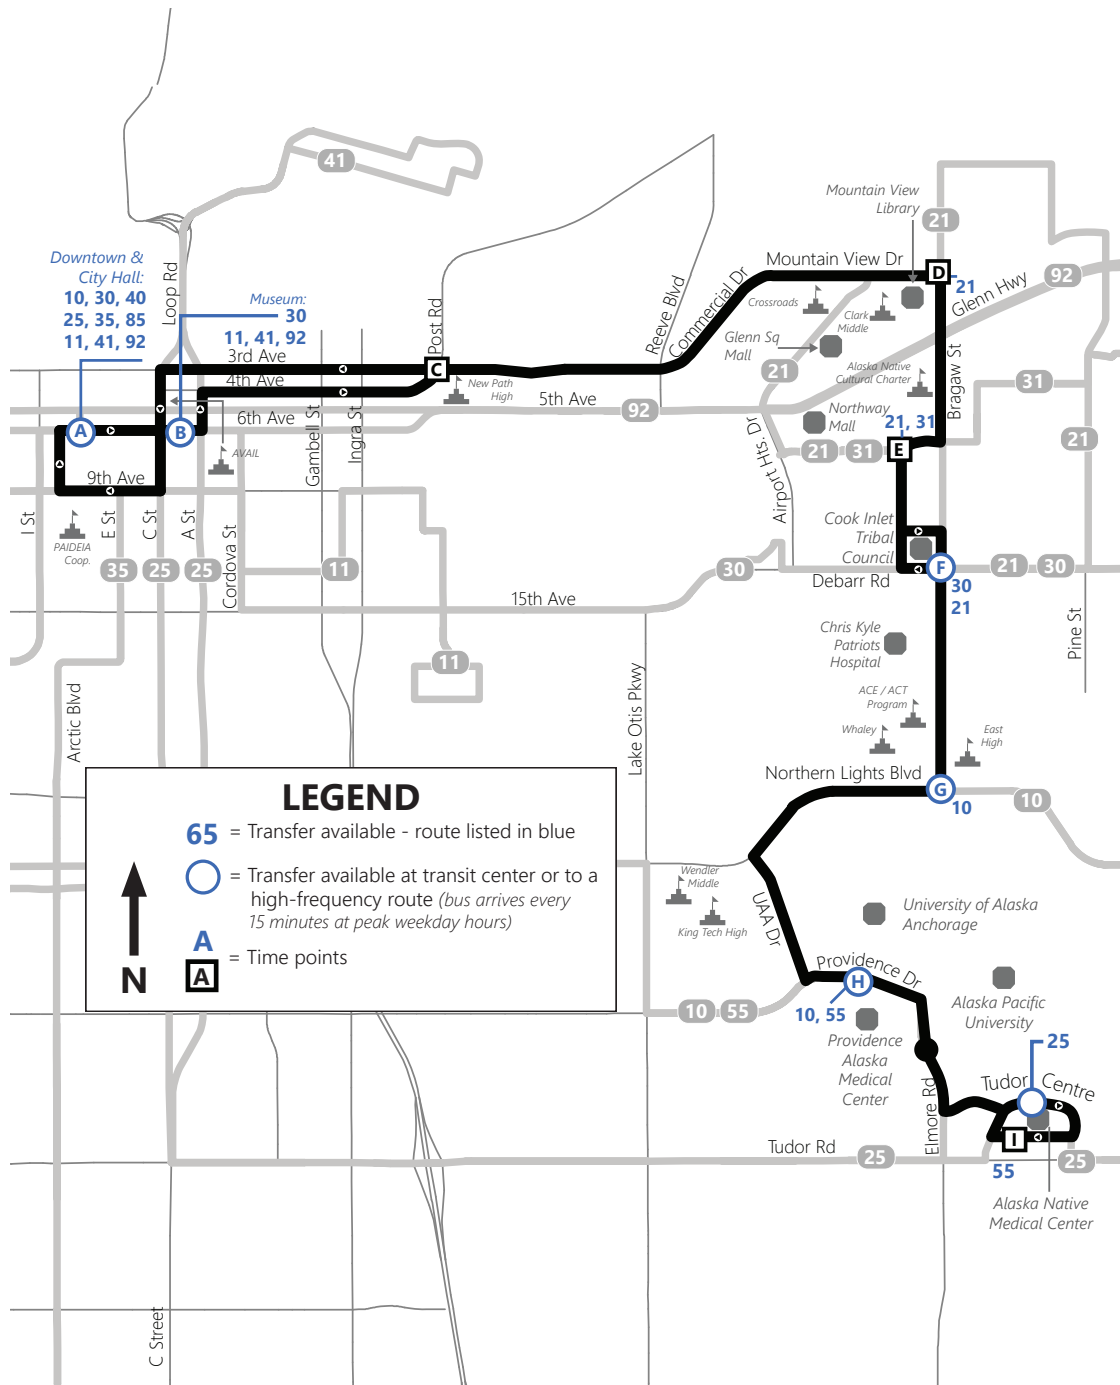 41
Mountain View
Library
21
Downtown &
City Hall:
10, 30, 40
25, 35, 85
11, 41, 92
Loop Rd
Museum:
30
11, 41, 92
Post Rd
Reeve Blvd
Commercial Dr
Mountain View Dr
D
21
Glenn Hwy
92
Crossroads
Clark
Middle
Glenn Sq
Mall
21
Alaska Native
Cultural Charter
Bragaw St
31
3rd Ave
4th Ave
C
New Path
High
5th Ave
92
6th Ave
A
B
AVAIL
Gambell St
Ingra St
Northway
Mall
21, 31
E
21
31
21
Airport Hts. Dr
9th Ave
I St
E St
C St
A St
Cordova St
PAIDEIA
Coop.
35
25
25
11
Cook Inlet
Tribal
Council
30
Debarr Rd
F
30
21
21
30
15th Ave
Pine St
Chris Kyle
Patriots
Hospital
11
Arctic Blvd
Lake Otis Pkwy
ACE / ACT
Program
Whaley
East
High
Northern Lights Blvd
G
10
10
LEGEND
65 = Transfer available - route listed in blue
= Transfer available at transit center or to a
high-frequency route (bus arrives every
15 minutes at peak weekday hours)
A
A = Time points
N
Wendler
Middle
King Tech High
UAA Dr
University of Alaska
Anchorage
Providence Dr
H
10, 55
10
55
Providence
Alaska
Medical
Center
Alaska Pacific
University
25
Tudor Centre
Elmore Rd
I
55
Tudor Rd
25
25
Alaska Native
Medical Center
C Street